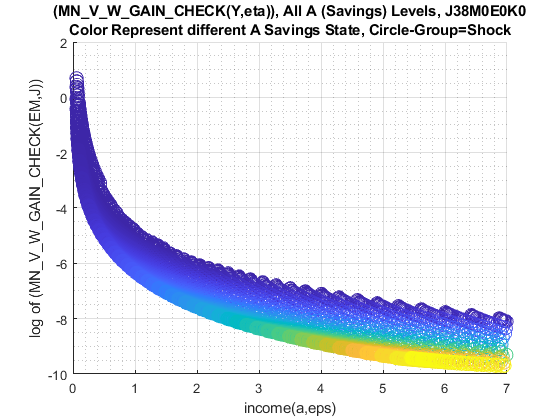 (MN_V_W_GAIN_CHECK(Y,eta)), All A (Savings) Levels, J38M0E0K0
Color Represent different A Savings State, Circle-Group=Shock
log of (MN_V_W_GAIN_CHECK(EM,J))
2
0
-2
-4
-6
-8
-10
0 1 2 3 4 5 6 7
income(a,eps)